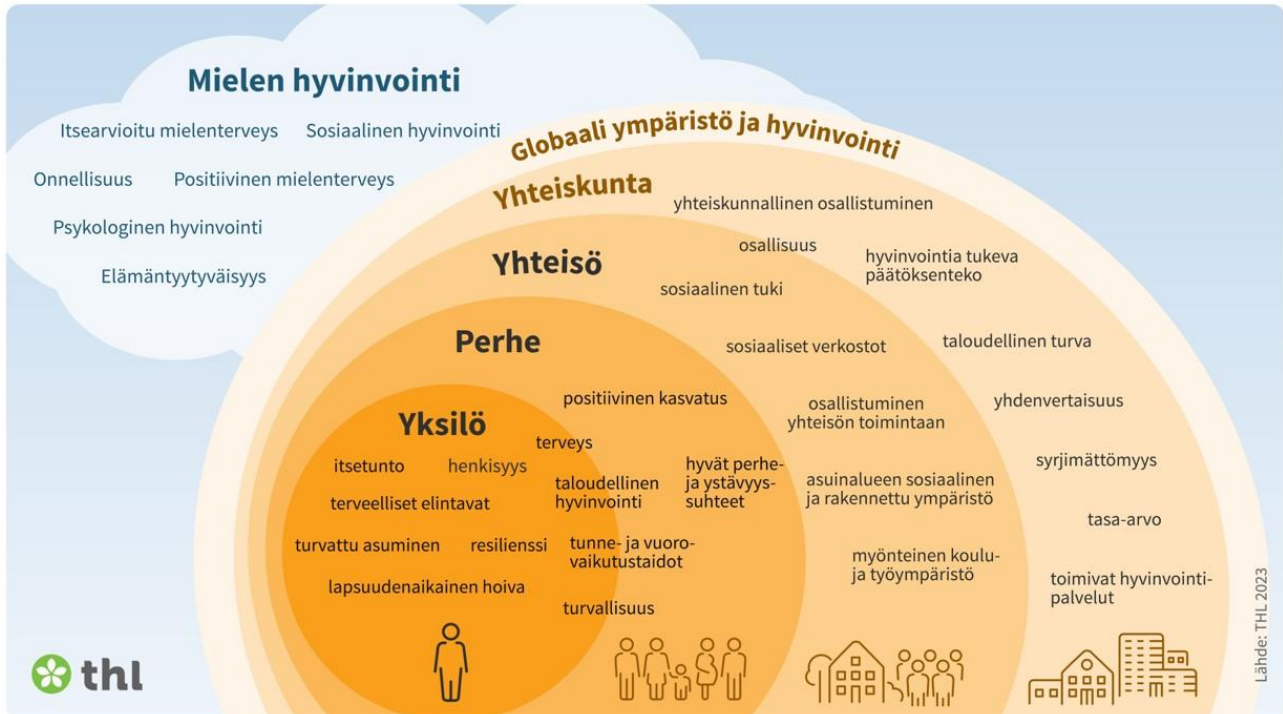 Mielen hyvinvointi
Itsearvioitu mielenterveys
Sosiaalinen hyvinvointi
Onnellisuus
Positiivinen mielenterveys
Psykologinen hyvinvointi
Elämäntyytyväisyys
Globaali ympäristö ja hyvinvointi
Yhteiskunta
yhteiskunnallinen osallistuminen
hyvinvointia tukeva
päätöksenteko
taloudellinen turva
yhdenvertaisuus
syrjimättömyys
tasa-arvo
toimivat hyvinvointi-
palvelut
Yhteisö
osallisuus
sosiaalinen tuki
sosiaaliset verkostot
osallistuminen
yhteisön toimintaan
asuinalueen sosiaalinen
ja rakennettu ympäristö
myönteinen koulu-
ja työympäristö
Perhe
positiivinen kasvatus
hyvät perhe-
ja ystävyys-
suhteet
terveys
taloudellinen
hyvinvointi
tunne- ja vuoro-
vaikutustaidot
turvallisuus
Yksilö
itsetunto
henkisyys
terveelliset elintavat
turvattu asuminen
resilienssi
lapsuudenaikainen hoiva
thl
Lähde: THL 2023